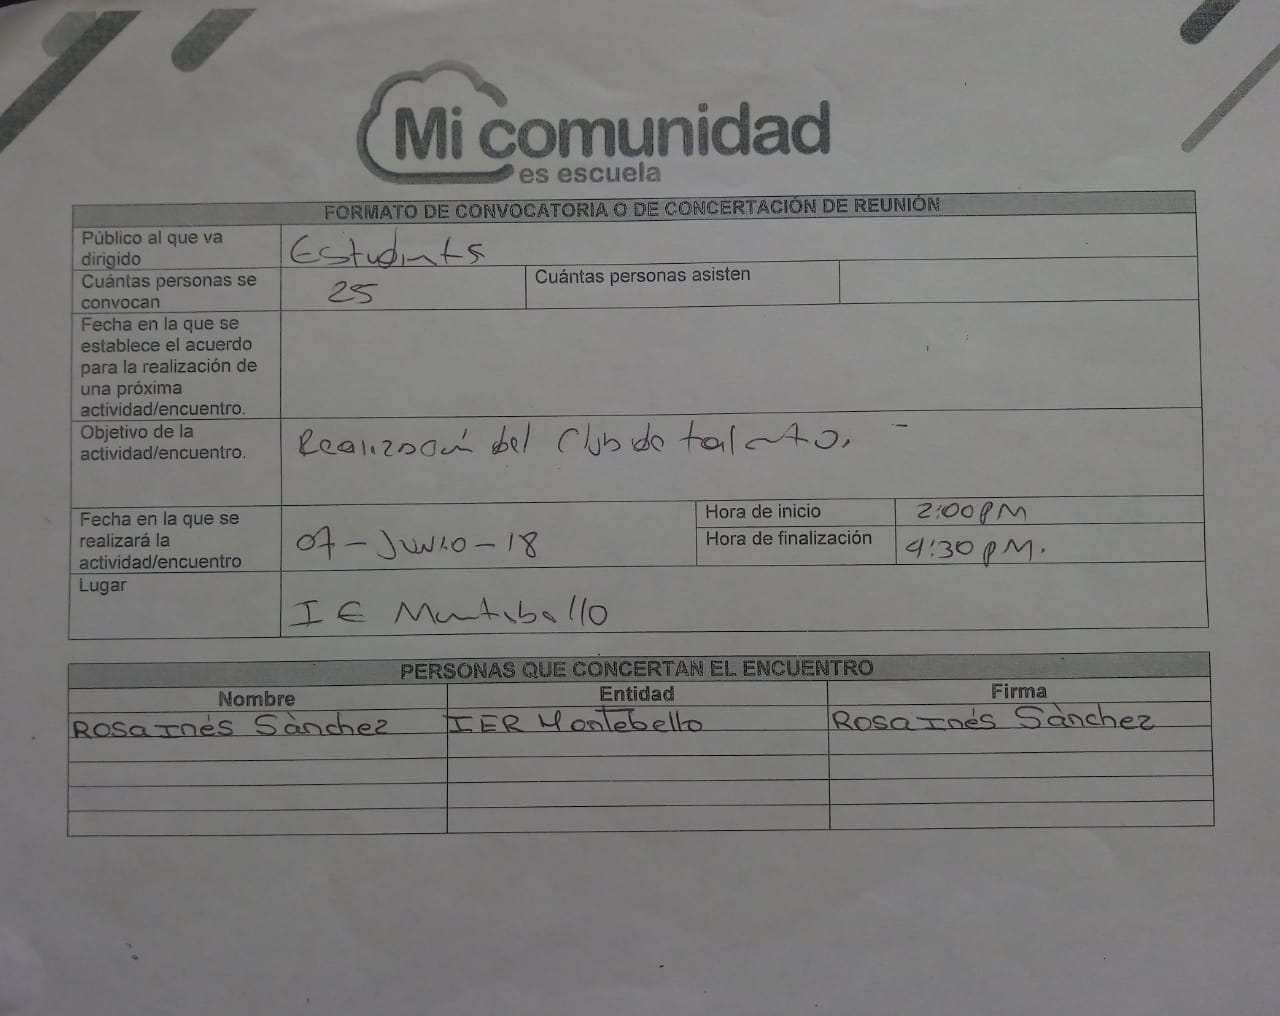 Mi comunidad
es escuela
FORMATO DE CONVOCATORIA O DE CONCERTACIÓN DE REUNIÓN
Público al que va
dirigido
Estudiants
Cuántas personas se
convocan
25
Cuántas personas asisten
Fecha en la que se
establece el acuerdo
para la realización de
una próxima
actividad/encuentro.
Objetivo de la
actividad/encuentro.
Realización del Club de talento.
Fecha en la que se
realizará la
actividad/encuentro
07-Junio-18
Hora de inicio
2:00PM
Hora de finalización
4:30 PM.
Lugar
I E Montebello
PERSONAS QUE CONCERTAN EL ENCUENTRO
Nombre Entidad Firma
Rosa Inés Sànchez IER Montebello Rosa Inés Sànchez